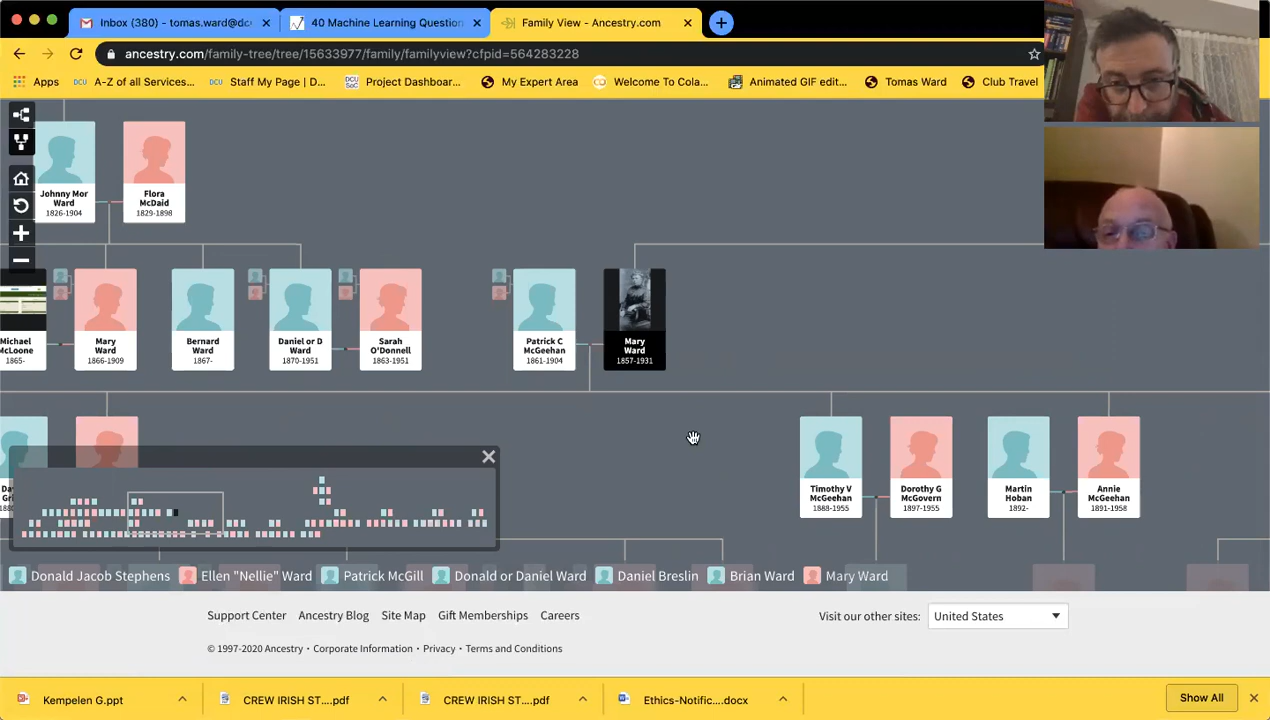 Inbox (380) - tomas.ward@dc
40 Machine Learning Question
Family View - Ancestry.com
ancestry.com/family-tree/tree/15633977/family/familyview?cfpid=564283228
Apps
DCU A-Z of all Services...
DCU Staff My Page | D...
DCU SoC Project Dashboar...
My Expert Area
Welcome To Cola...
Animated GIF edit...
Tomas Ward
Club Travel
Johnny Mor
Ward
1826-1904
Flora
McDaid
1829-1898
Michael
McLoone
1865-
Mary
Ward
1866-1909
Bernard
Ward
1867-
Daniel or D
Ward
1870-1951
Sarah
O'Donnell
1863-1951
Patrick C
McGeehan
1861-1904
Mary
Ward
1857-1931
Timothy V
McGeehan
1888-1955
Dorothy G
McGovern
1897-1955
Martin
Hoban
1892-
Annie
McGeehan
1891-1958
Donald Jacob Stephens
Ellen "Nellie" Ward
Patrick McGill
Donald or Daniel Ward
Daniel Breslin
Brian Ward
Mary Ward
Support Center · Ancestry Blog · Site Map · Gift Memberships · Careers
Visit our other sites: United States
© 1997-2020 Ancestry · Corporate Information · Privacy · Terms and Conditions
Kempelen G.ppt
CREW IRISH ST....pdf
CREW IRISH ST....pdf
Ethics-Notific....docx
Show All